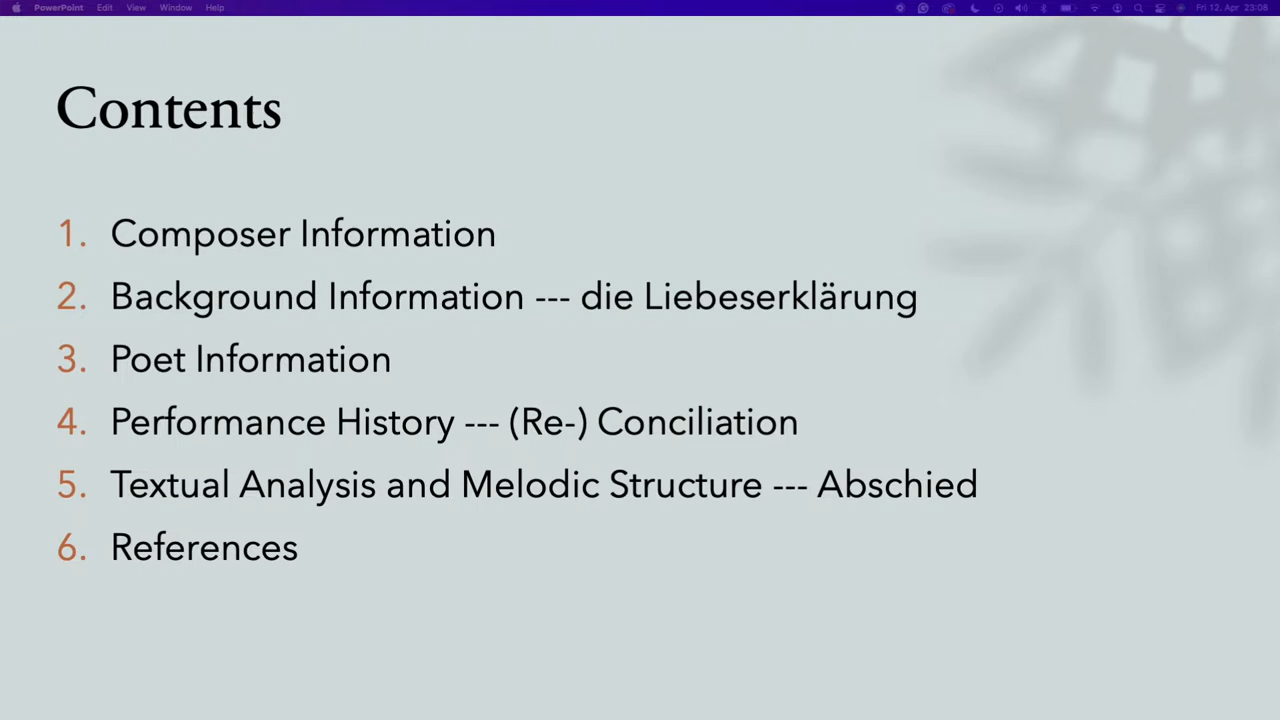 PowerPoint Edit View Window Help Fri 12. Apr 23:08
Contents
1. Composer Information
2. Background Information --- die Liebeserklärung
3. Poet Information
4. Performance History --- (Re-) Conciliation
5. Textual Analysis and Melodic Structure --- Abschied
6. References